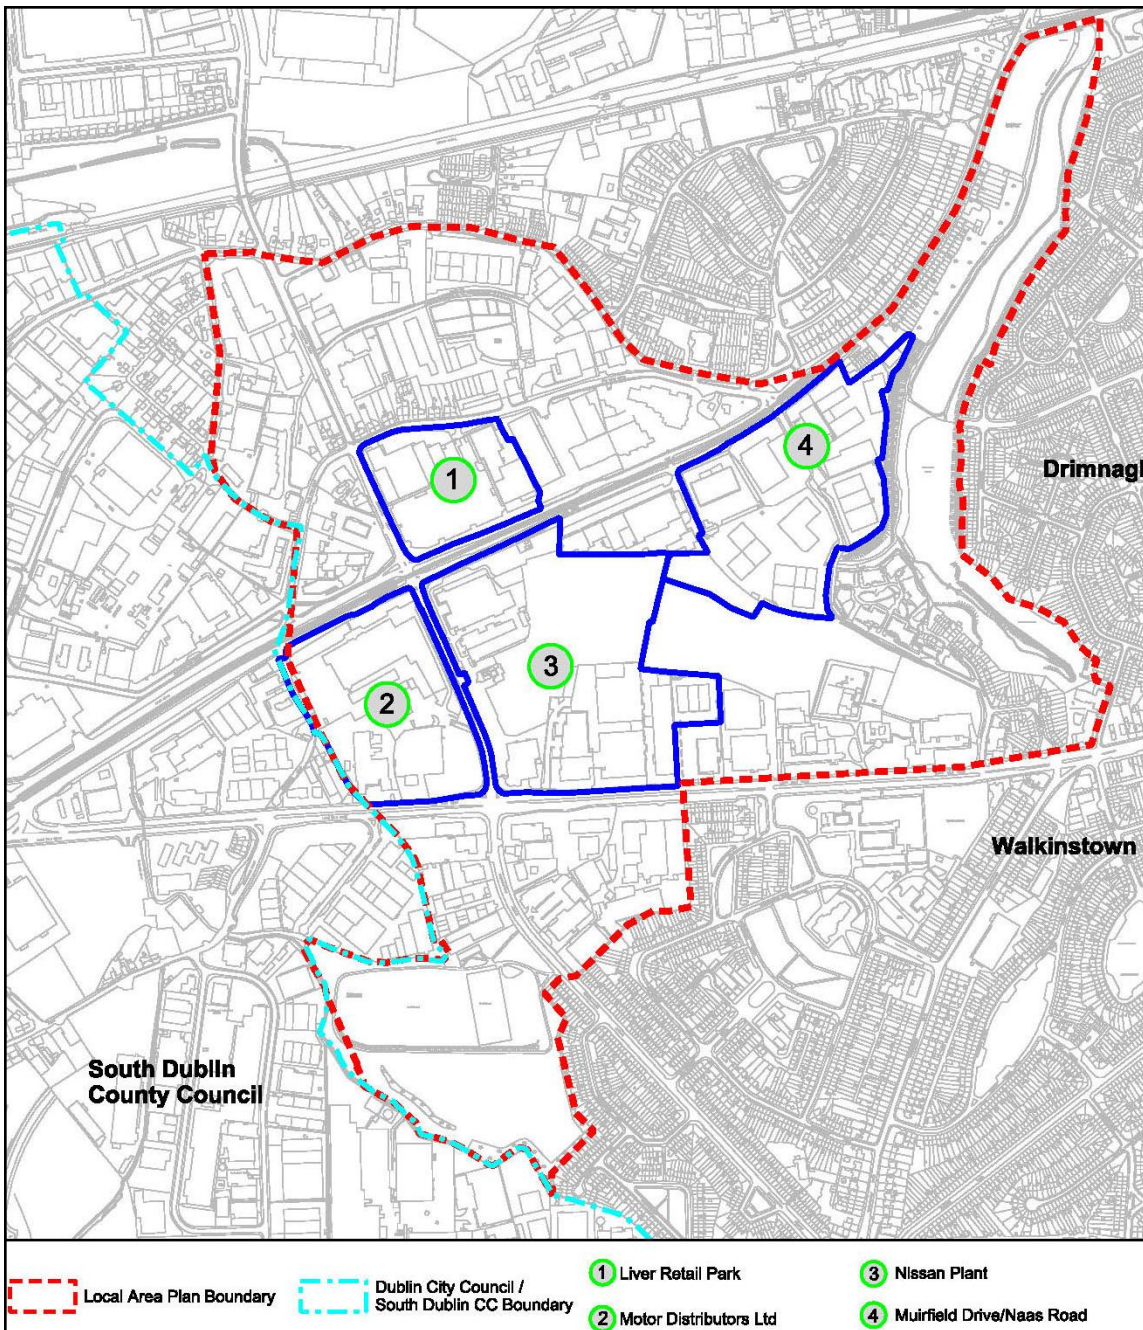 1
4
Drimnagh
3
2
Walkinstown
South Dublin
County Council
Local Area Plan Boundary
Dublin City Council /
South Dublin CC Boundary
1 Liver Retail Park
2 Motor Distributors Ltd
3 Nissan Plant
4 Muirfield Drive/Naas Road